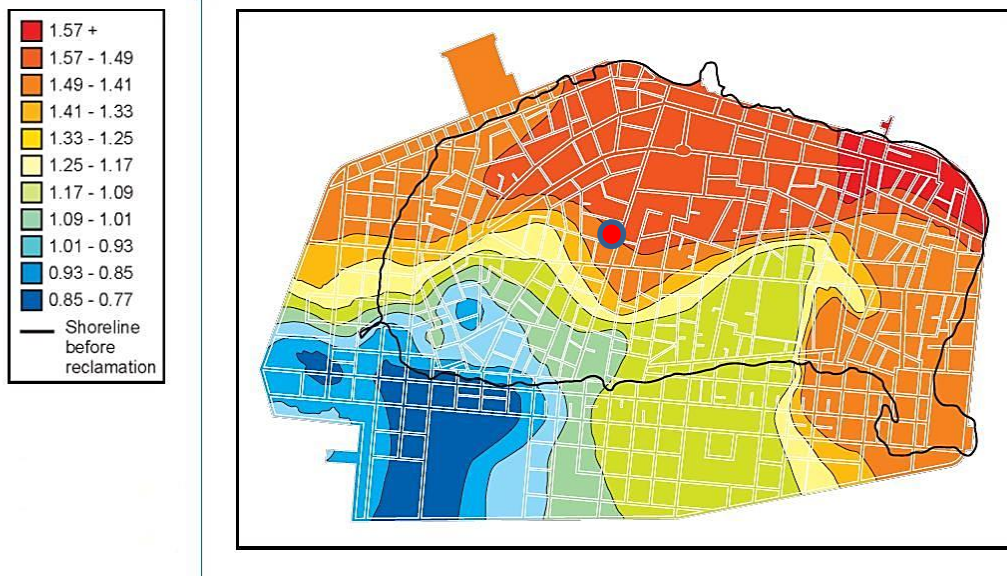 1.57 +
1.57 - 1.49
1.49 - 1.41
1.41 - 1.33
1.33 - 1.25
1.25 - 1.17
1.17 - 1.09
1.09 - 1.01
1.01 - 0.93
0.93 - 0.85
0.85 - 0.77
Shoreline
before
reclamation